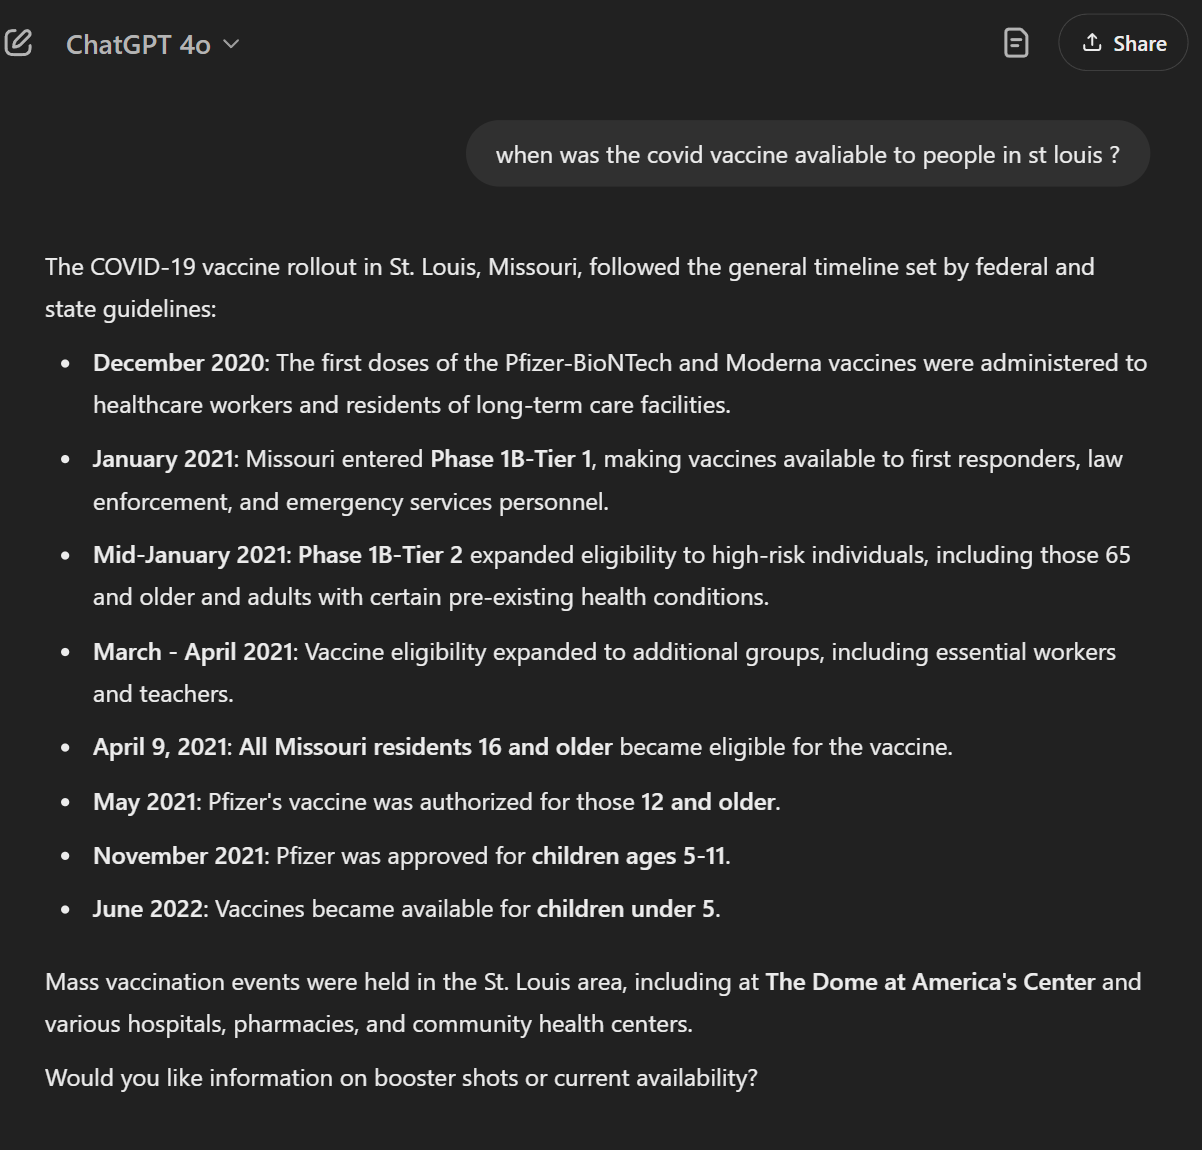 ChatGPT 4o
Share
when was the covid vaccine avaliable to people in st louis ?
The COVID-19 vaccine rollout in St. Louis, Missouri, followed the general timeline set by federal and
state guidelines:
• December 2020: The first doses of the Pfizer-BioNTech and Moderna vaccines were administered to
healthcare workers and residents of long-term care facilities.
• January 2021: Missouri entered Phase 1B-Tier 1, making vaccines available to first responders, law
enforcement, and emergency services personnel.
• Mid-January 2021: Phase 1B-Tier 2 expanded eligibility to high-risk individuals, including those 65
and older and adults with certain pre-existing health conditions.
• March - April 2021: Vaccine eligibility expanded to additional groups, including essential workers
and teachers.
• April 9, 2021: All Missouri residents 16 and older became eligible for the vaccine.
• May 2021: Pfizer's vaccine was authorized for those 12 and older.
• November 2021: Pfizer was approved for children ages 5-11.
• June 2022: Vaccines became available for children under 5.
Mass vaccination events were held in the St. Louis area, including at The Dome at America's Center and
various hospitals, pharmacies, and community health centers.
Would you like information on booster shots or current availability?